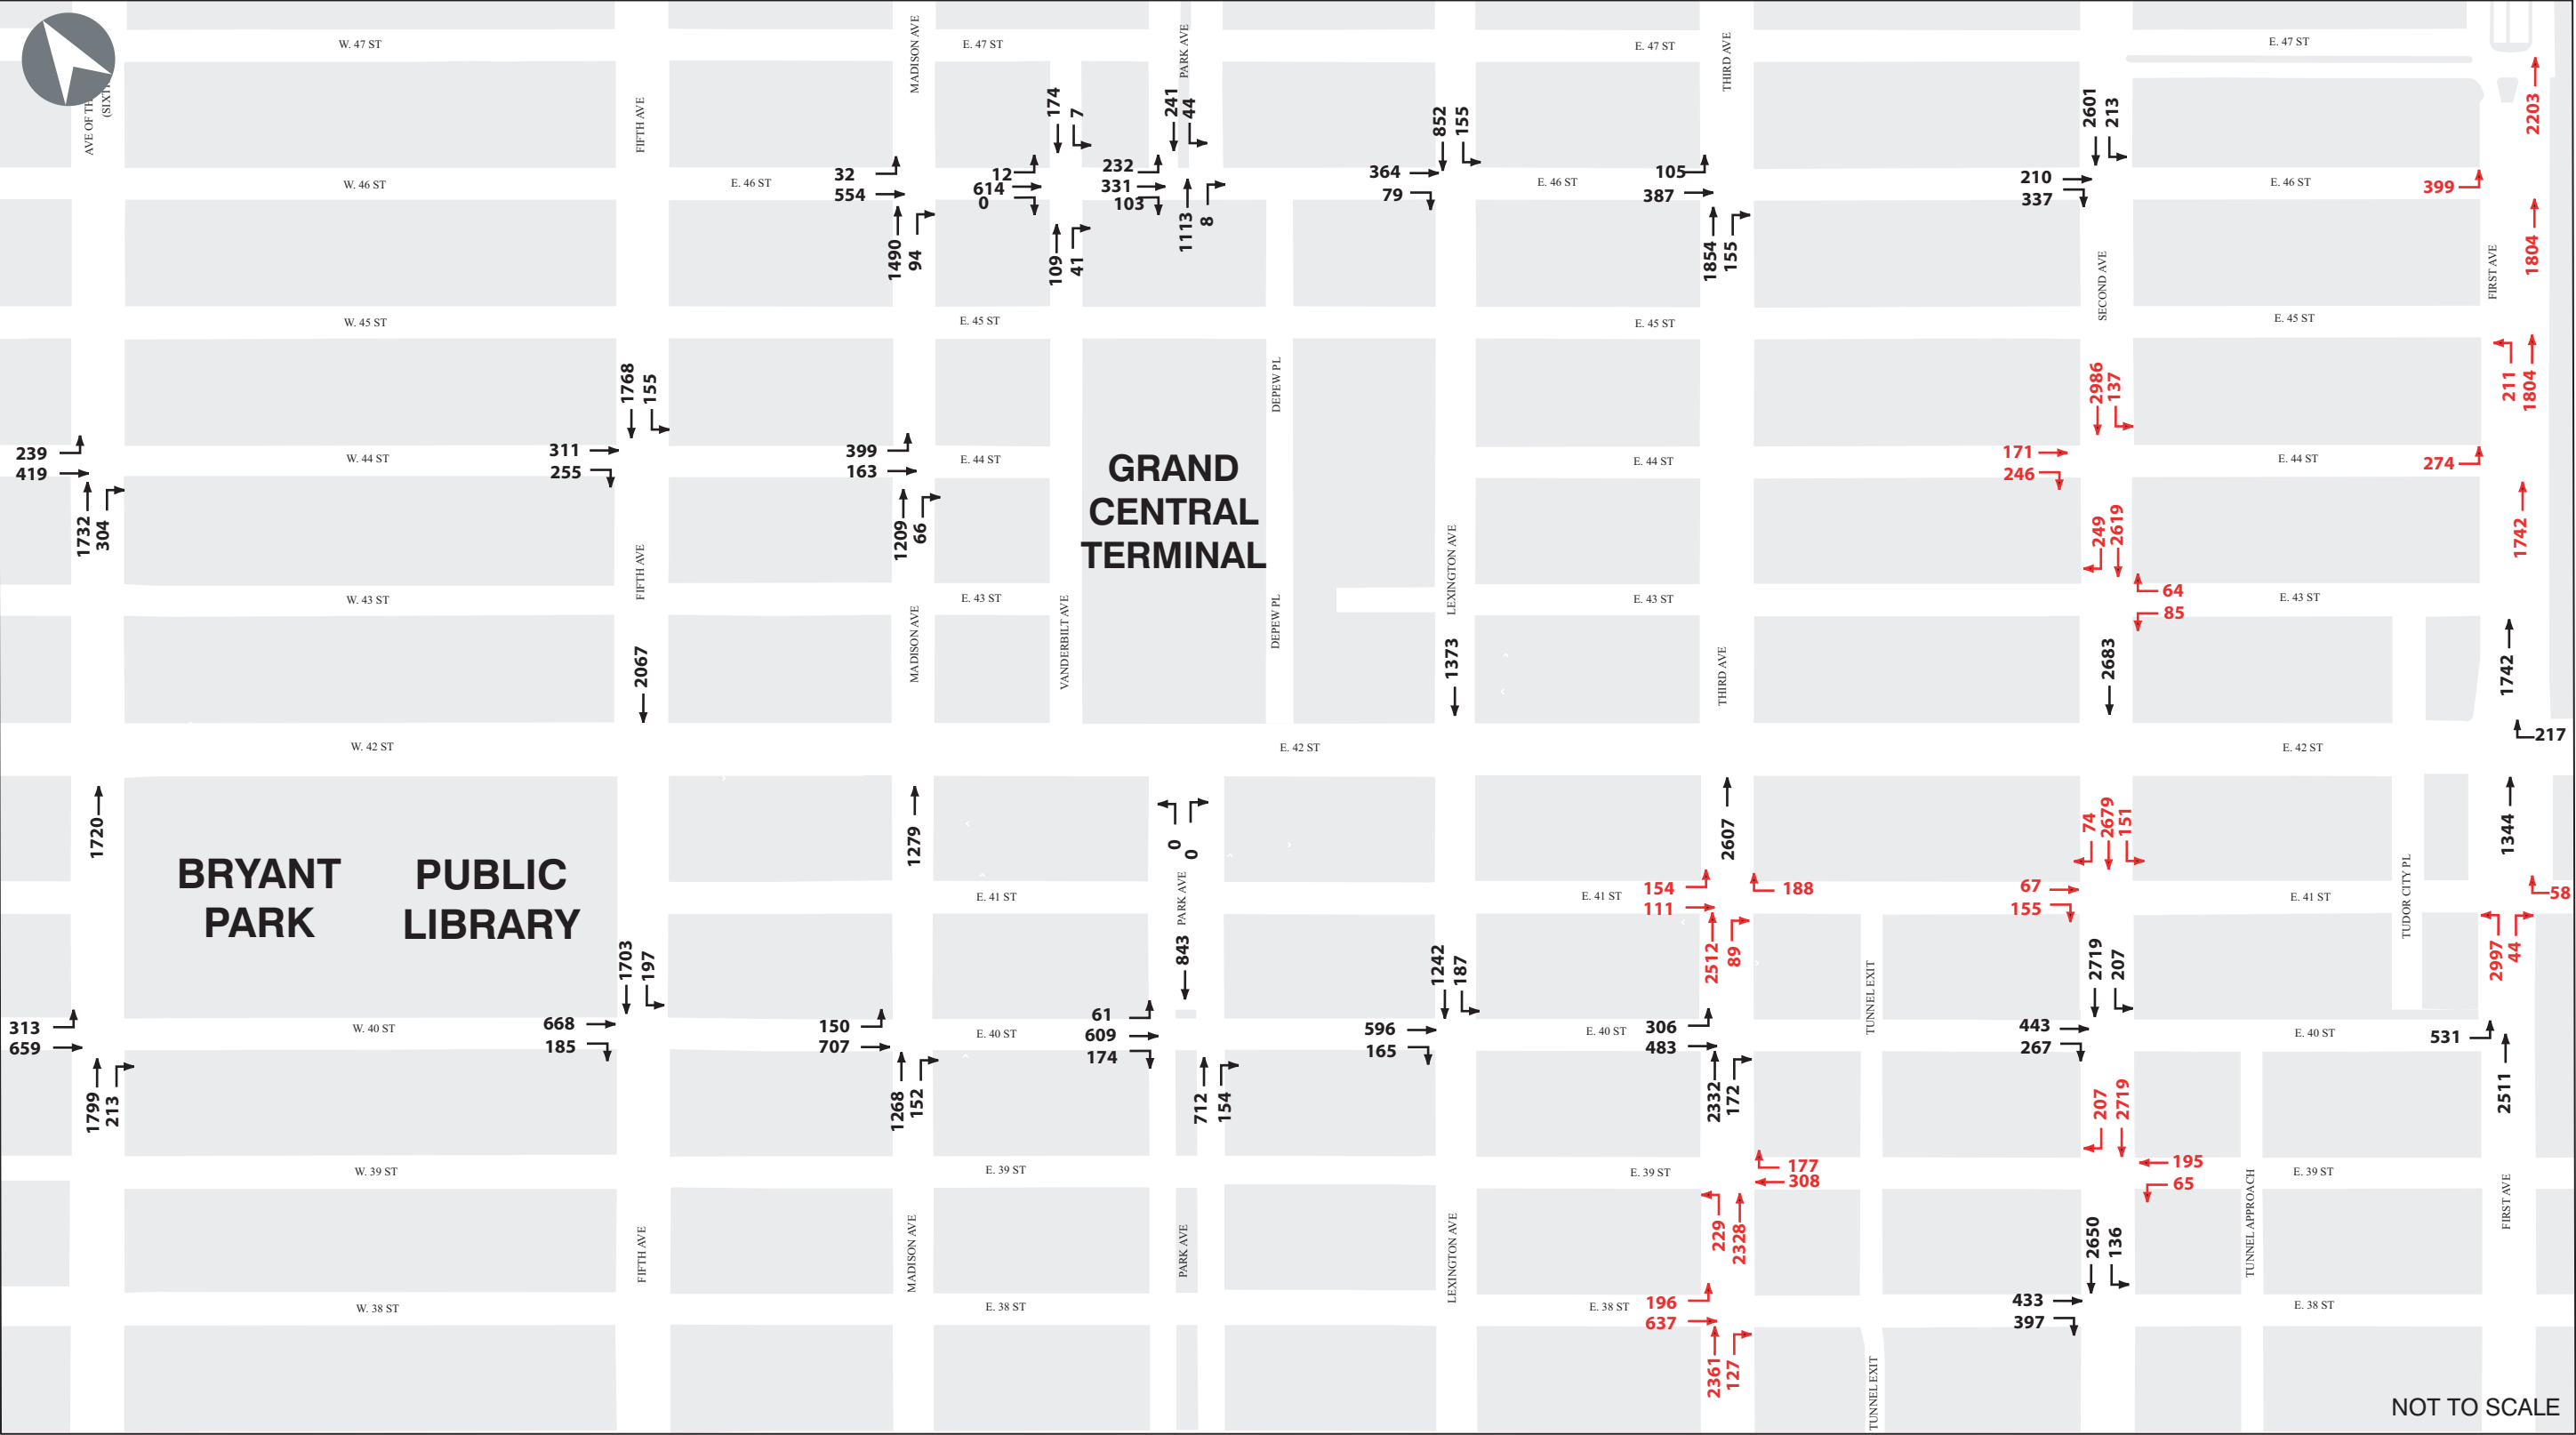 W. 47 ST
E. 47 ST
E. 47 ST
E. 47 ST
AVE OF TH
(SIXT
FIFTH AVE
MADISON AVE
PARK AVE
THIRD AVE
174
7
241
44
852
155
2601
213
2203
W. 46 ST
E. 46 ST
32
554
12
614
0
232
331
103
364
79
E. 46 ST
105
387
210
337
E. 46 ST
399
1490
94
109
41
1113
8
1854
155
SECOND AVE
FIRST AVE
1804
W. 45 ST
E. 45 ST
E. 45 ST
E. 45 ST
1768
155
DEPEW PL
2986
137
211
1804
239
419
W. 44 ST
311
255
399
163
E. 44 ST
E. 44 ST
171
246
E. 44 ST
274
GRAND
CENTRAL
TERMINAL
1732
304
FIFTH AVE
1209
66
LEXINGTON AVE
249
2619
1742
W. 43 ST
E. 43 ST
E. 43 ST
64
85
E. 43 ST
2067
MADISON AVE
VANDERBILT AVE
DEPEW PL
1373
THIRD AVE
2683
1742
W. 42 ST
E. 42 ST
E. 42 ST
217
1720
1279
0
0
2607
74
2679
151
1344
BRYANT
PARK
PUBLIC
LIBRARY
E. 41 ST
PARK AVE
E. 41 ST
154
111
188
67
155
E. 41 ST
TUDOR CITY PL
58
1703
197
843
1242
187
2512
89
TUNNEL EXIT
2719
207
2997
44
313
659
W. 40 ST
668
185
150
707
E. 40 ST
61
609
174
596
165
E. 40 ST
306
483
443
267
E. 40 ST
531
1799
213
1268
152
712
154
2332
172
207
2719
2511
W. 39 ST
E. 39 ST
E. 39 ST
177
308
195
65
E. 39 ST
FIFTH AVE
MADISON AVE
PARK AVE
LEXINGTON AVE
229
2328
2650
136
TUNNEL APPROACH
FIRST AVE
W. 38 ST
E. 38 ST
E. 38 ST
196
637
433
397
E. 38 ST
2361
127
TUNNEL EXIT
NOT TO SCALE